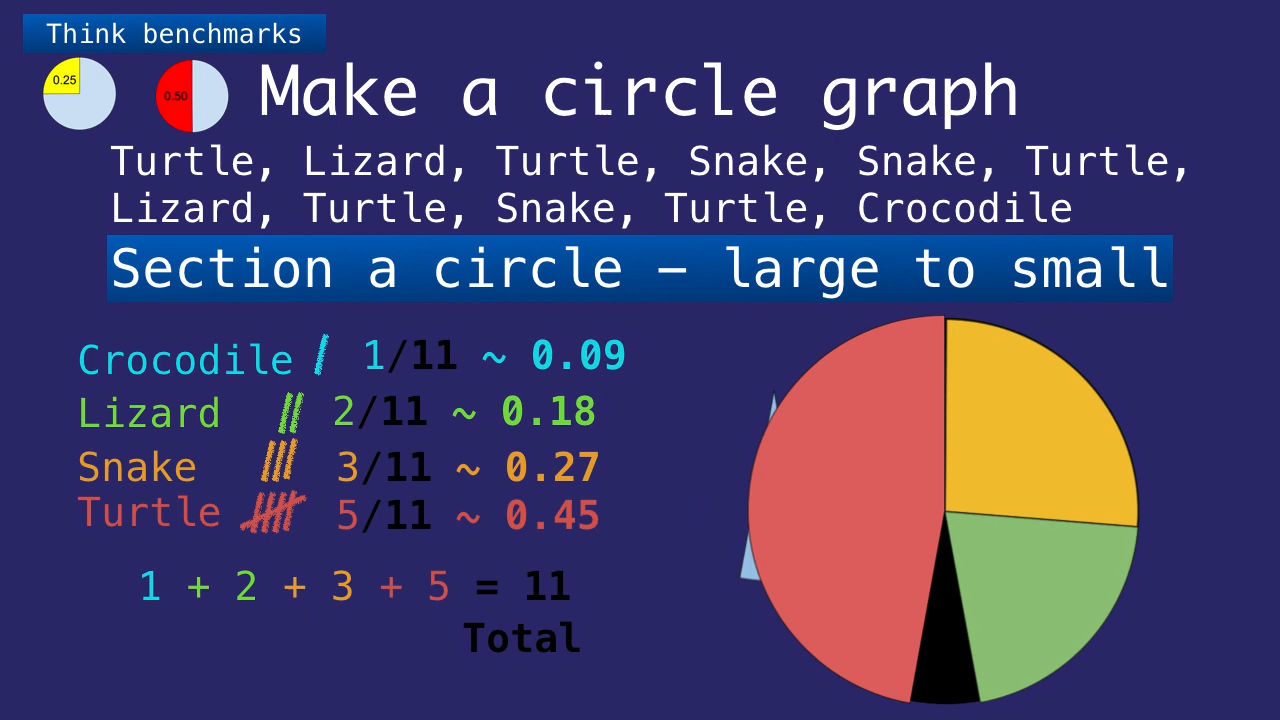 Think benchmarks
0.25
0.50
Make a circle graph
Turtle, Lizard, Turtle, Snake, Snake, Turtle,
Lizard, Turtle, Snake, Turtle, Crocodile
Section a circle – large to small
Crocodile 1/11 ~ 0.09
Lizard 2/11 ~ 0.18
Snake 3/11 ~ 0.27
Turtle 5/11 ~ 0.45
1 + 2 + 3 + 5 = 11
Total